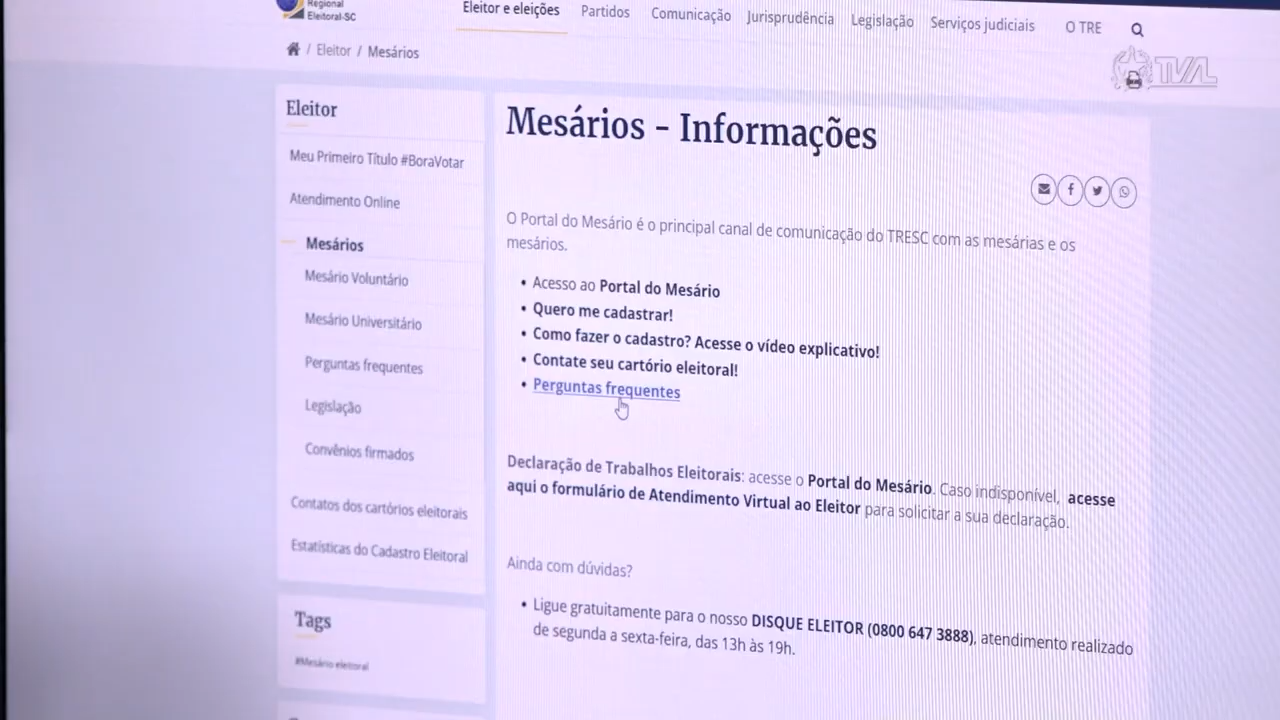 Regional
Eleitoral-SC
Eleitor e eleições
Partidos
Comunicação
Jurisprudência
Legislação
Serviços judiciais
O TRE
/ Eleitor / Mesários
TVAL
Eleitor
Meu Primeiro Título #BoraVotar
Atendimento Online
Mesários
Mesário Voluntário
Mesário Universitário
Perguntas frequentes
Legislação
Convênios firmados
Contatos dos cartórios eleitorais
Estatísticas do Cadastro Eleitoral
Tags
#Mesário eleitoral
Mesários - Informações
O Portal do Mesário é o principal canal de comunicação do TRESC com as mesárias e os
mesários.
• Acesso ao Portal do Mesário
• Quero me cadastrar!
• Como fazer o cadastro? Acesse o vídeo explicativo!
• Contate seu cartório eleitoral!
• Perguntas frequentes
Declaração de Trabalhos Eleitorais: acesse o Portal do Mesário. Caso indisponível, acesse
aqui o formulário de Atendimento Virtual ao Eleitor para solicitar a sua declaração.
Ainda com dúvidas?
• Ligue gratuitamente para o nosso DISQUE ELEITOR (0800 647 3888), atendimento realizado
de segunda a sexta-feira, das 13h às 19h.